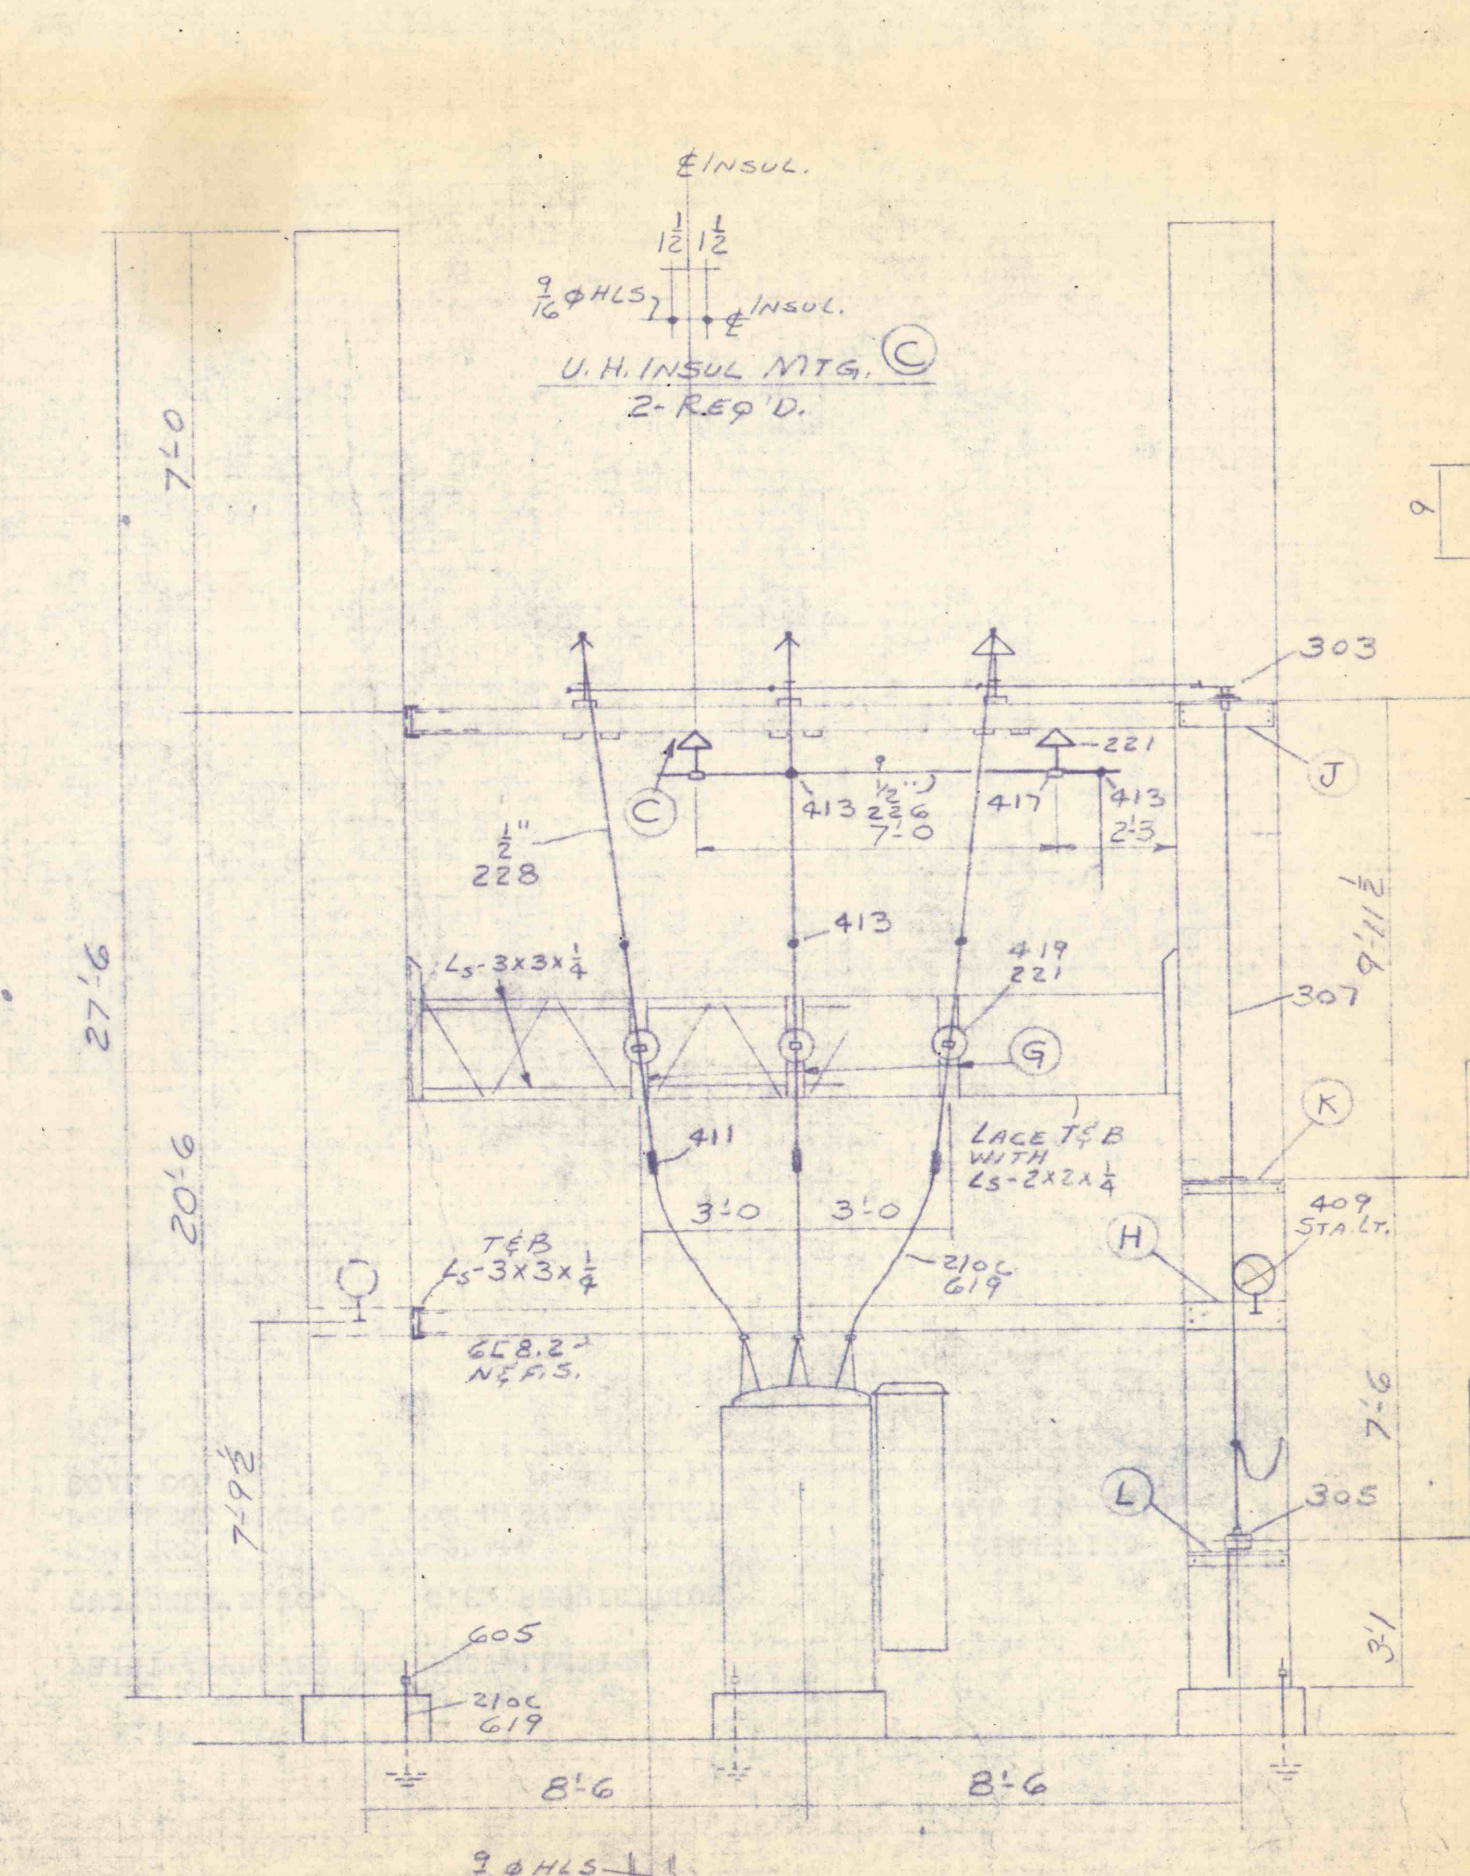 ℄ INSUL.
1½ 1½
9/16 ⌀ HLS
℄ INSUL.
U.H. INSUL MTG. C
2-REQ'D.
7'-0
9
303
J
221
C
413
½"
226
7'-0
417
413
2'-3
½"
228
9'-11½
413
Ls-3x3x¼
419
221
27'-6
307
G
K
411
LACE T&B
WITH
Ls-2x2x¼
20'-6
3'-0
3'-0
409
STA. LT.
H
T&B
Ls-3x3x¼
210C
619
6[8.2
N&F.S.
7'-6
7'-9½
L
305
605
3'-1
210C
619
8'-6
8'-6
9 ⌀ HLS